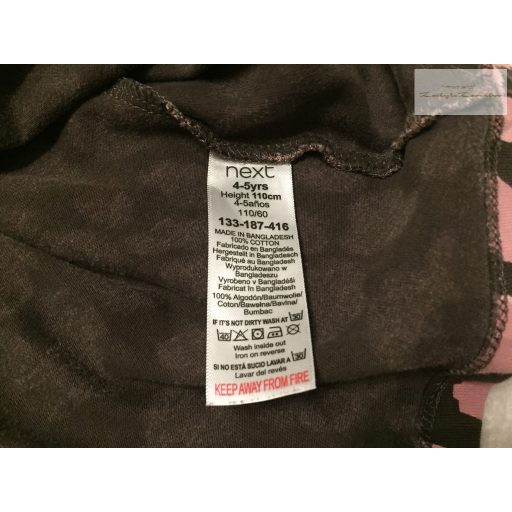 next
4-5yrs
Height 110cm
4-5años
110/60
133-187-416
MADE IN BANGLADESH
100% COTTON
Fabricado en Bangladés
Hergestellt in Bangladesch
Fabriqué au Bangladesh
Wyprodukowano w
Bangladeszu
Vyrobeno v Bangladéši
Fabricat în Bangladesh
100% Algodón/Baumwolle/
Coton/Bawełna/Bavlna/
Bumbac
IF IT'S NOT DIRTY WASH AT 30
40
Wash inside out
Iron on reverse
SI NO ESTÁ SUCIO LAVAR A 30
Lavar del revés
KEEP AWAY FROM FIRE